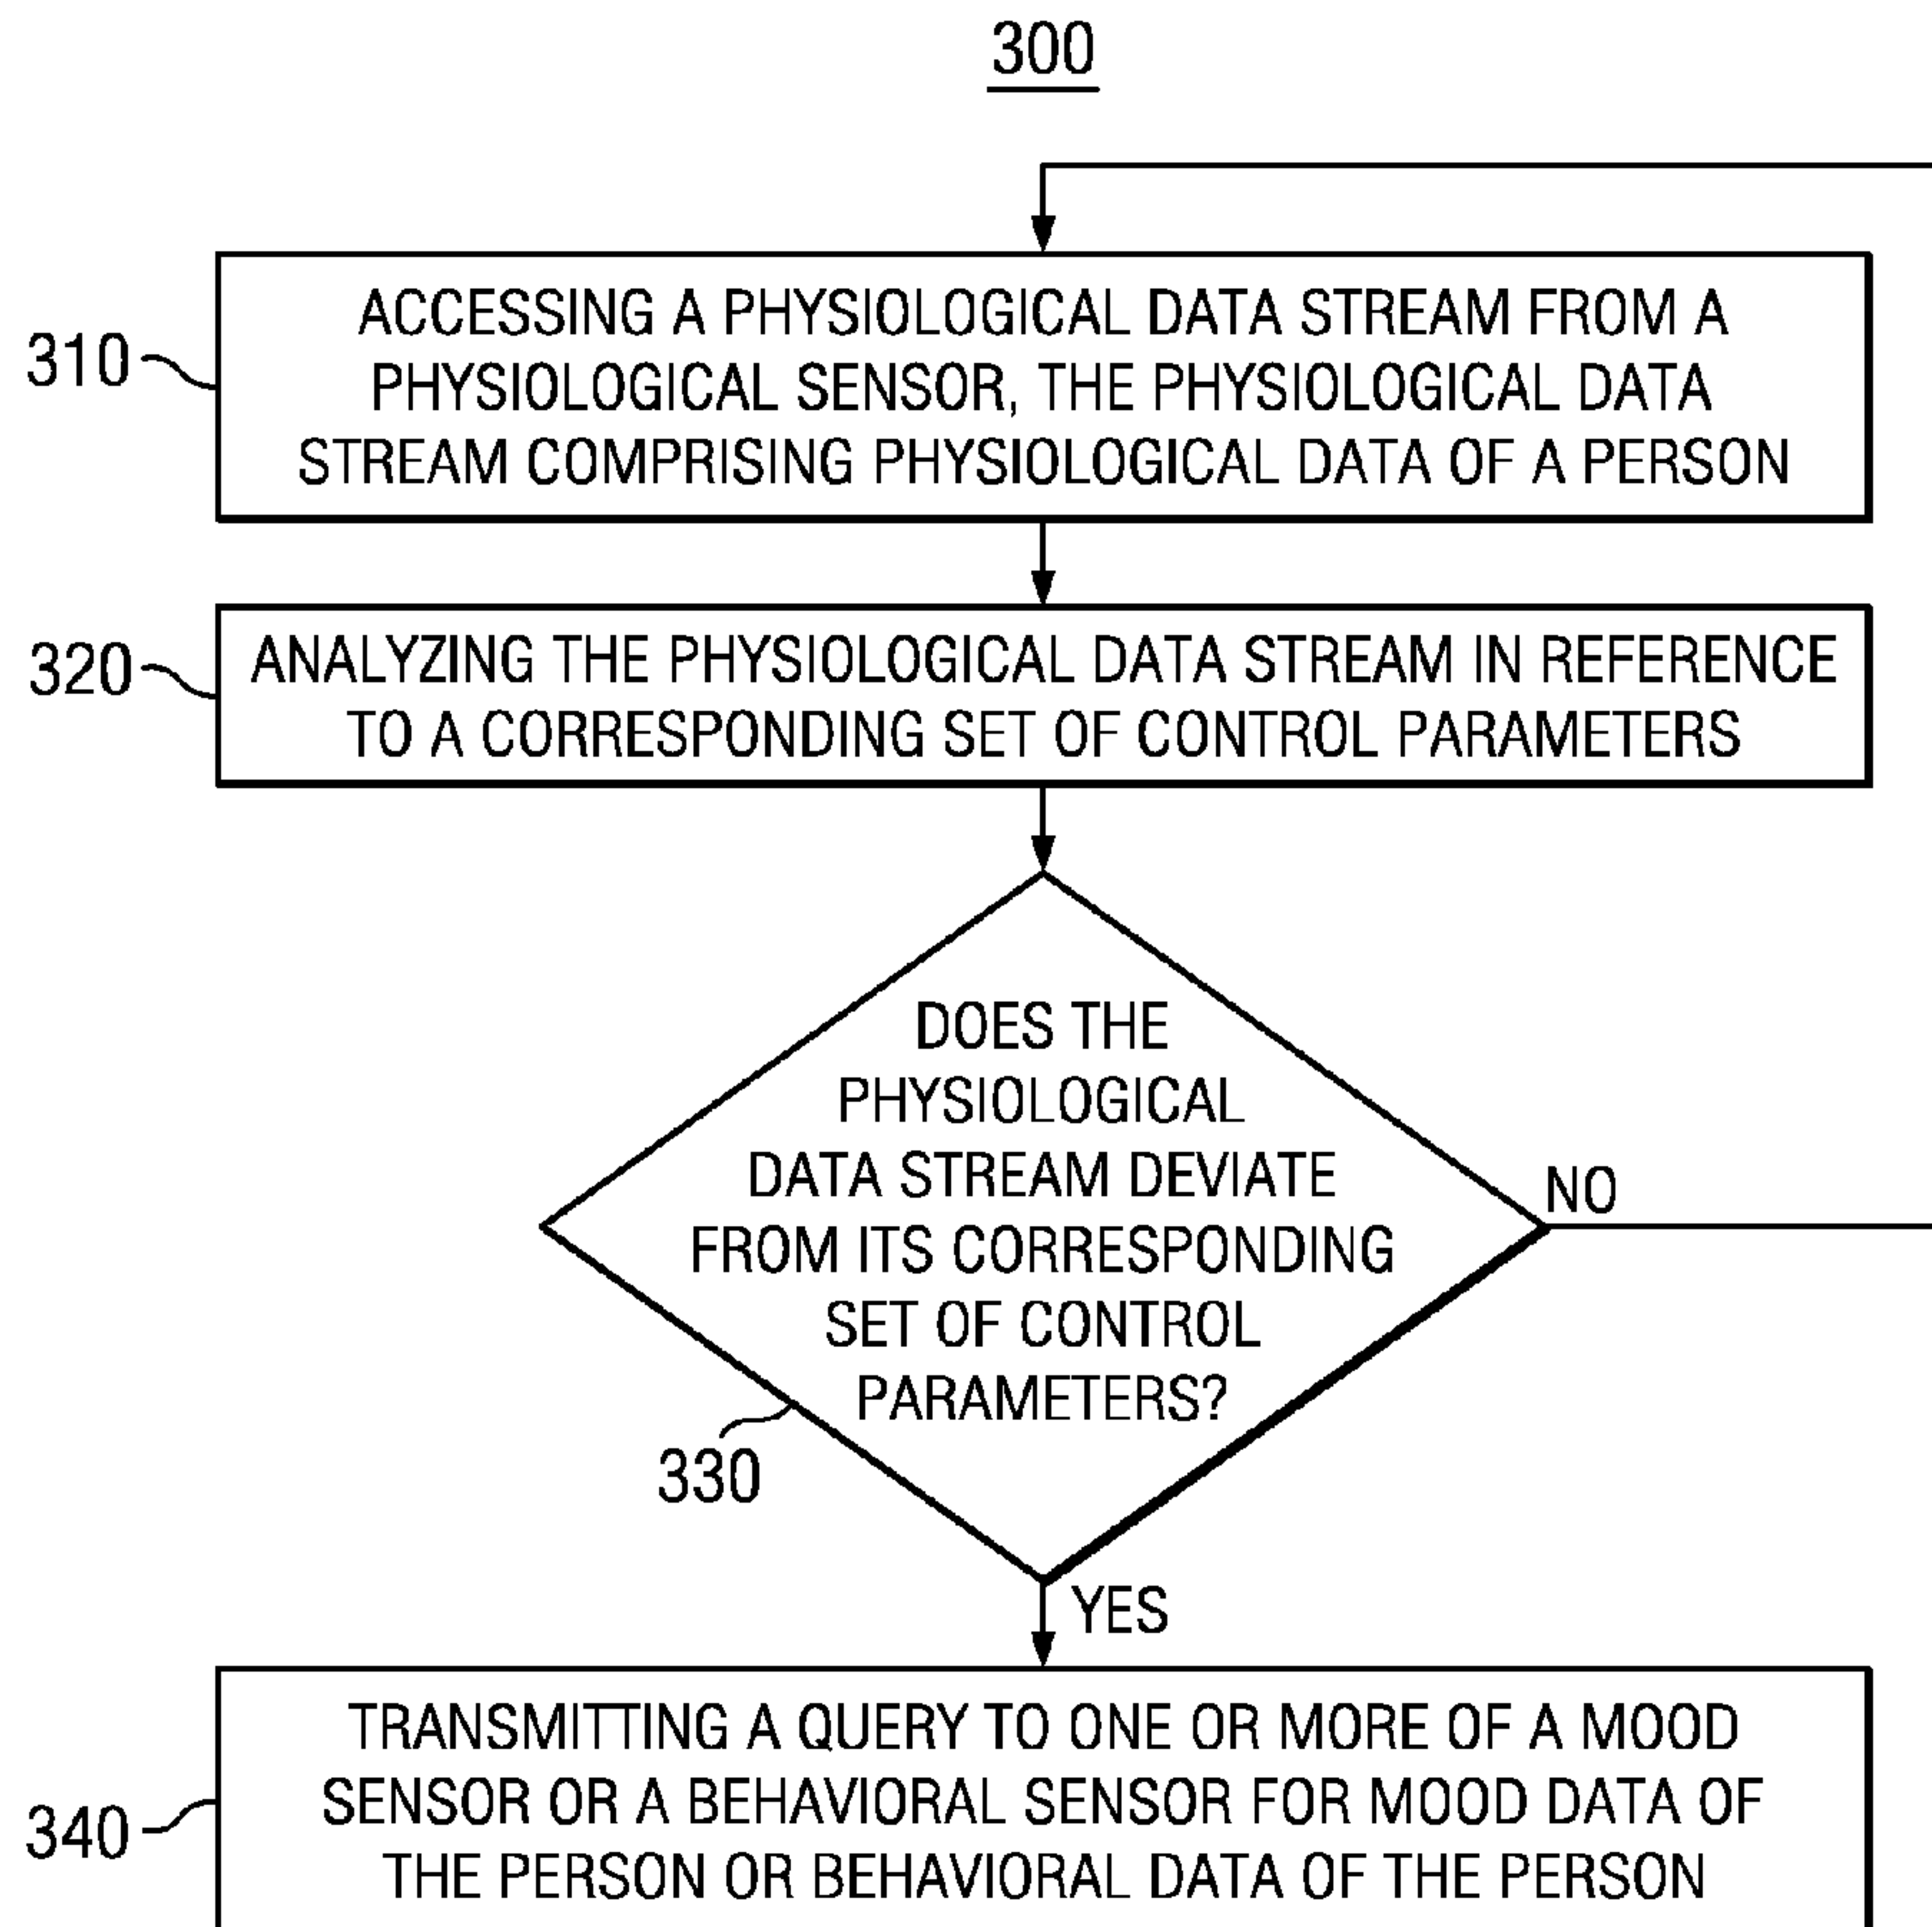 300
310
ACCESSING A PHYSIOLOGICAL DATA STREAM FROM A
PHYSIOLOGICAL SENSOR, THE PHYSIOLOGICAL DATA
STREAM COMPRISING PHYSIOLOGICAL DATA OF A PERSON
320
ANALYZING THE PHYSIOLOGICAL DATA STREAM IN REFERENCE
TO A CORRESPONDING SET OF CONTROL PARAMETERS
DOES THE
PHYSIOLOGICAL
DATA STREAM DEVIATE
FROM ITS CORRESPONDING
SET OF CONTROL
PARAMETERS?
NO
330
YES
340
TRANSMITTING A QUERY TO ONE OR MORE OF A MOOD
SENSOR OR A BEHAVIORAL SENSOR FOR MOOD DATA OF
THE PERSON OR BEHAVIORAL DATA OF THE PERSON